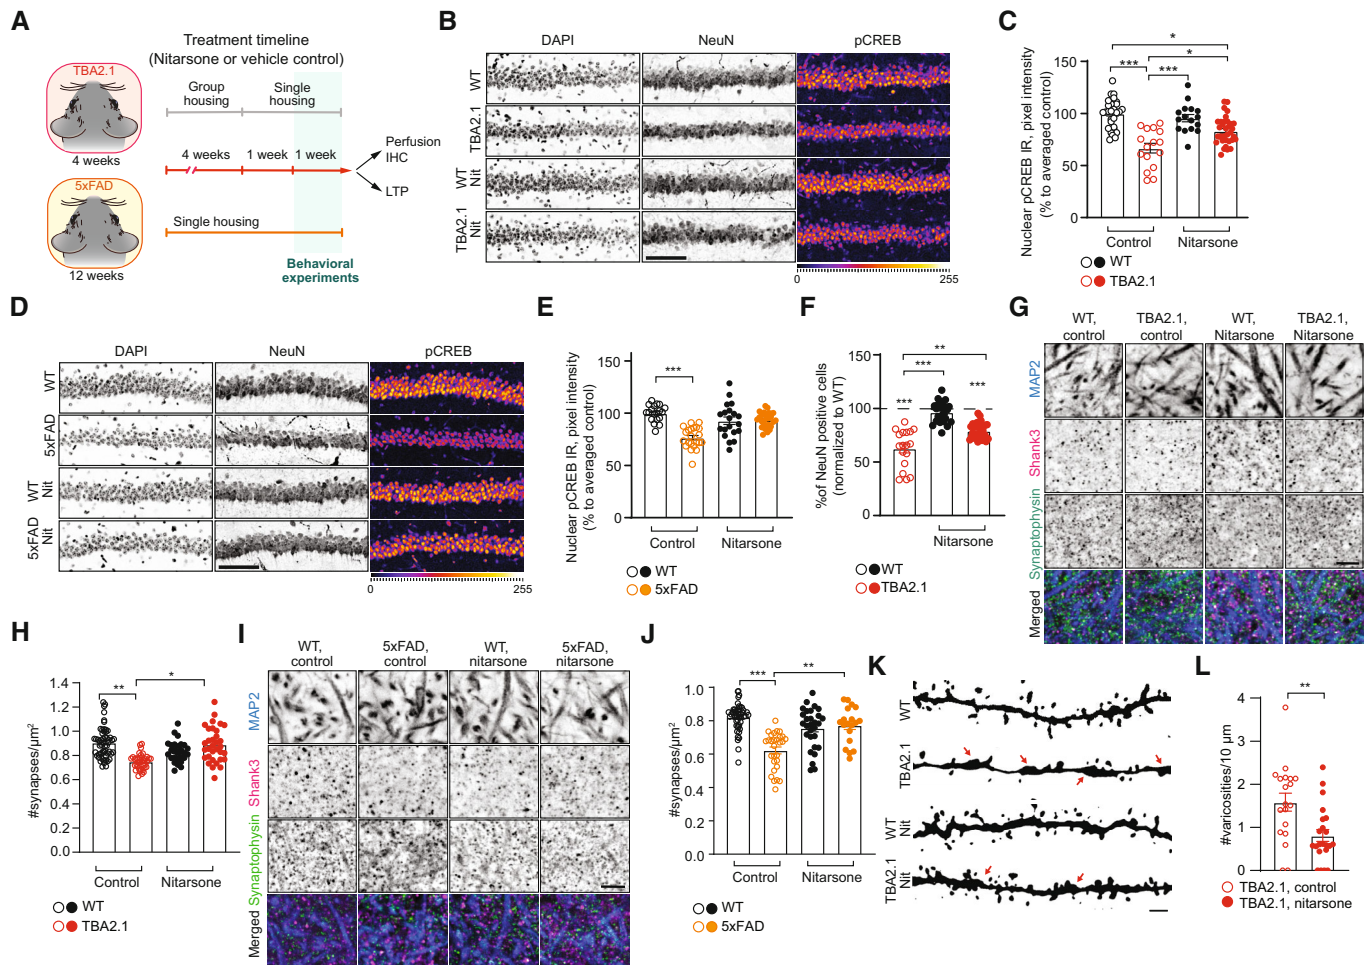 A
Treatment timeline
(Nitarsone or vehicle control)
TBA2.1
4 weeks
5xFAD
12 weeks
Group
housing
Single
housing
4 weeks
1 week
1 week
Perfusion
IHC
LTP
Single housing
Behavioral
experiments
B
DAPI
NeuN
pCREB
WT
TBA2.1
WT
Nit
TBA2.1
Nit
0
255
C
Nuclear pCREB IR, pixel intensity
(% to averaged control)
150
100
50
0
***
***
*
*
Control
Nitarsone
WT
TBA2.1
D
DAPI
NeuN
pCREB
WT
5xFAD
WT
Nit
5xFAD
Nit
0
255
E
Nuclear pCREB IR, pixel intensity
(% to averaged control)
150
100
50
0
***
Control
Nitarsone
WT
5xFAD
F
%of NeuN positive cells
(normalized to WT)
150
100
50
0
**
***
***
***
Nitarsone
WT
TBA2.1
G
WT,
control
TBA2.1,
control
WT,
Nitarsone
TBA2.1,
Nitarsone
MAP2
Shank3
Synaptophysin
Merged
H
#synapses/μm²
1.4
1.2
1.0
0.8
0.6
0.4
0.2
0.0
**
*
Control
Nitarsone
WT
TBA2.1
I
WT,
control
5xFAD,
control
WT,
nitarsone
5xFAD,
nitarsone
MAP2
Shank3
Synaptophysin
Merged
J
#synapses/μm²
1.0
0.8
0.6
0.4
0.2
0.0
***
**
Control
Nitarsone
WT
5xFAD
K
WT
TBA2.1
WT
Nit
TBA2.1
Nit
L
#varicosities/10 μm
4
3
2
1
0
**
TBA2.1, control
TBA2.1, nitarsone